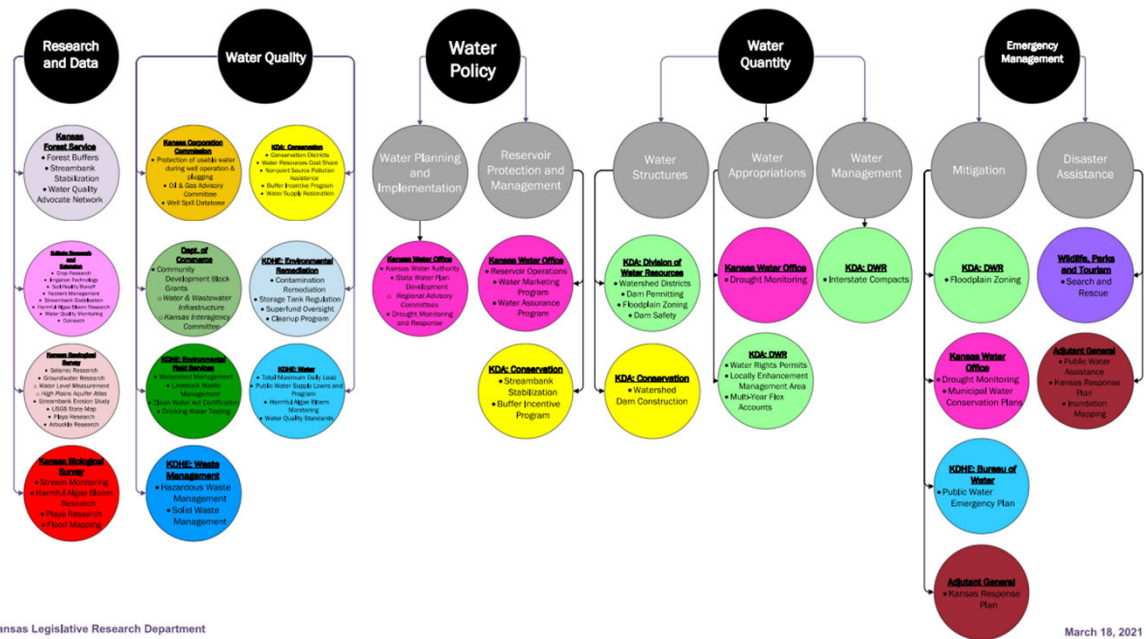 Research
and Data
Water Quality
Water
Policy
Water
Quantity
Emergency
Management
Kansas
Forest Service
• Forest Buffers
• Streambank
Stabilization
• Water Quality
Advocate Network
Kansas Corporation
Commission
• Protection of usable water
during well operation &
plugging
• Oil & Gas Advisory
Committee
• Well Spill Database
KDA: Conservation
• Conservation Districts
• Water Resources Cost Share
• Nonpoint Source Pollution
Assistance
• Buffer Incentive Program
• Water Supply Restoration
Water Planning
and
Implementation
Reservoir
Protection and
Management
Water
Structures
Water
Appropriations
Water
Management
Mitigation
Disaster
Assistance
Research
and
Extension
• Crop Research
• Irrigation Technology
• Soil Health/Runoff
• Nutrient Management
• Streambank Stabilization
• Harmful Algae Bloom Research
• Water Quality Monitoring
• Outreach
Dept. of
Commerce
• Community
Development Block
Grants
o Water & Wastewater
Infrastructure
o Kansas Interagency
Committee
KDHE: Environmental
Remediation
• Contamination
Remediation
• Storage Tank Regulation
• Superfund Oversight
• Cleanup Program
Kansas Water Office
• Kansas Water Authority
• State Water Plan
Development
o Regional Advisory
Committees
• Drought Monitoring
and Response
Kansas Water Office
• Reservoir Operations
• Water Marketing
Program
• Water Assurance
Program
KDA: Division of
Water Resources
• Watershed Districts
• Dam Permitting
• Floodplain Zoning
• Dam Safety
Kansas Water Office
• Drought Monitoring
KDA: DWR
• Interstate Compacts
KDA: DWR
• Floodplain Zoning
Wildlife, Parks
and Tourism
• Search and
Rescue
Kansas Geological
Survey
• Seismic Research
• Groundwater Research
o Water Level Measurement
o High Plains Aquifer Atlas
• Streambank Erosion Study
• USGS State Map
• Playa Research
• Arbuckle Research
KDHE: Environmental
Field Services
• Watershed Management
• Livestock Waste
Management
• Clean Water Act Certification
• Drinking Water Testing
KDHE: Water
• Total Maximum Daily Load
• Public Water Supply Loans and
Program
• Harmful Algae Bloom
Monitoring
• Water Quality Standards
KDA: Conservation
• Streambank
Stabilization
• Buffer Incentive
Program
KDA: Conservation
• Watershed
Dam Construction
KDA: DWR
• Water Rights Permits
• Locally Enhancement
Management Area
• Multi-Year Flex
Accounts
Kansas Water
Office
• Drought Monitoring
• Municipal Water
Conservation Plans
Adjutant General
• Public Water
Assistance
• Kansas Response
Plan
• Inundation
Mapping
Kansas Biological
Survey
• Stream Monitoring
• Harmful Algae Bloom
Research
• Playa Research
• Flood Mapping
KDHE: Waste
Management
• Hazardous Waste
Management
• Solid Waste
Management
KDHE: Bureau of
Water
• Public Water
Emergency Plan
Adjutant General
• Kansas Response
Plan
ansas Legislative Research Department
March 18, 2021